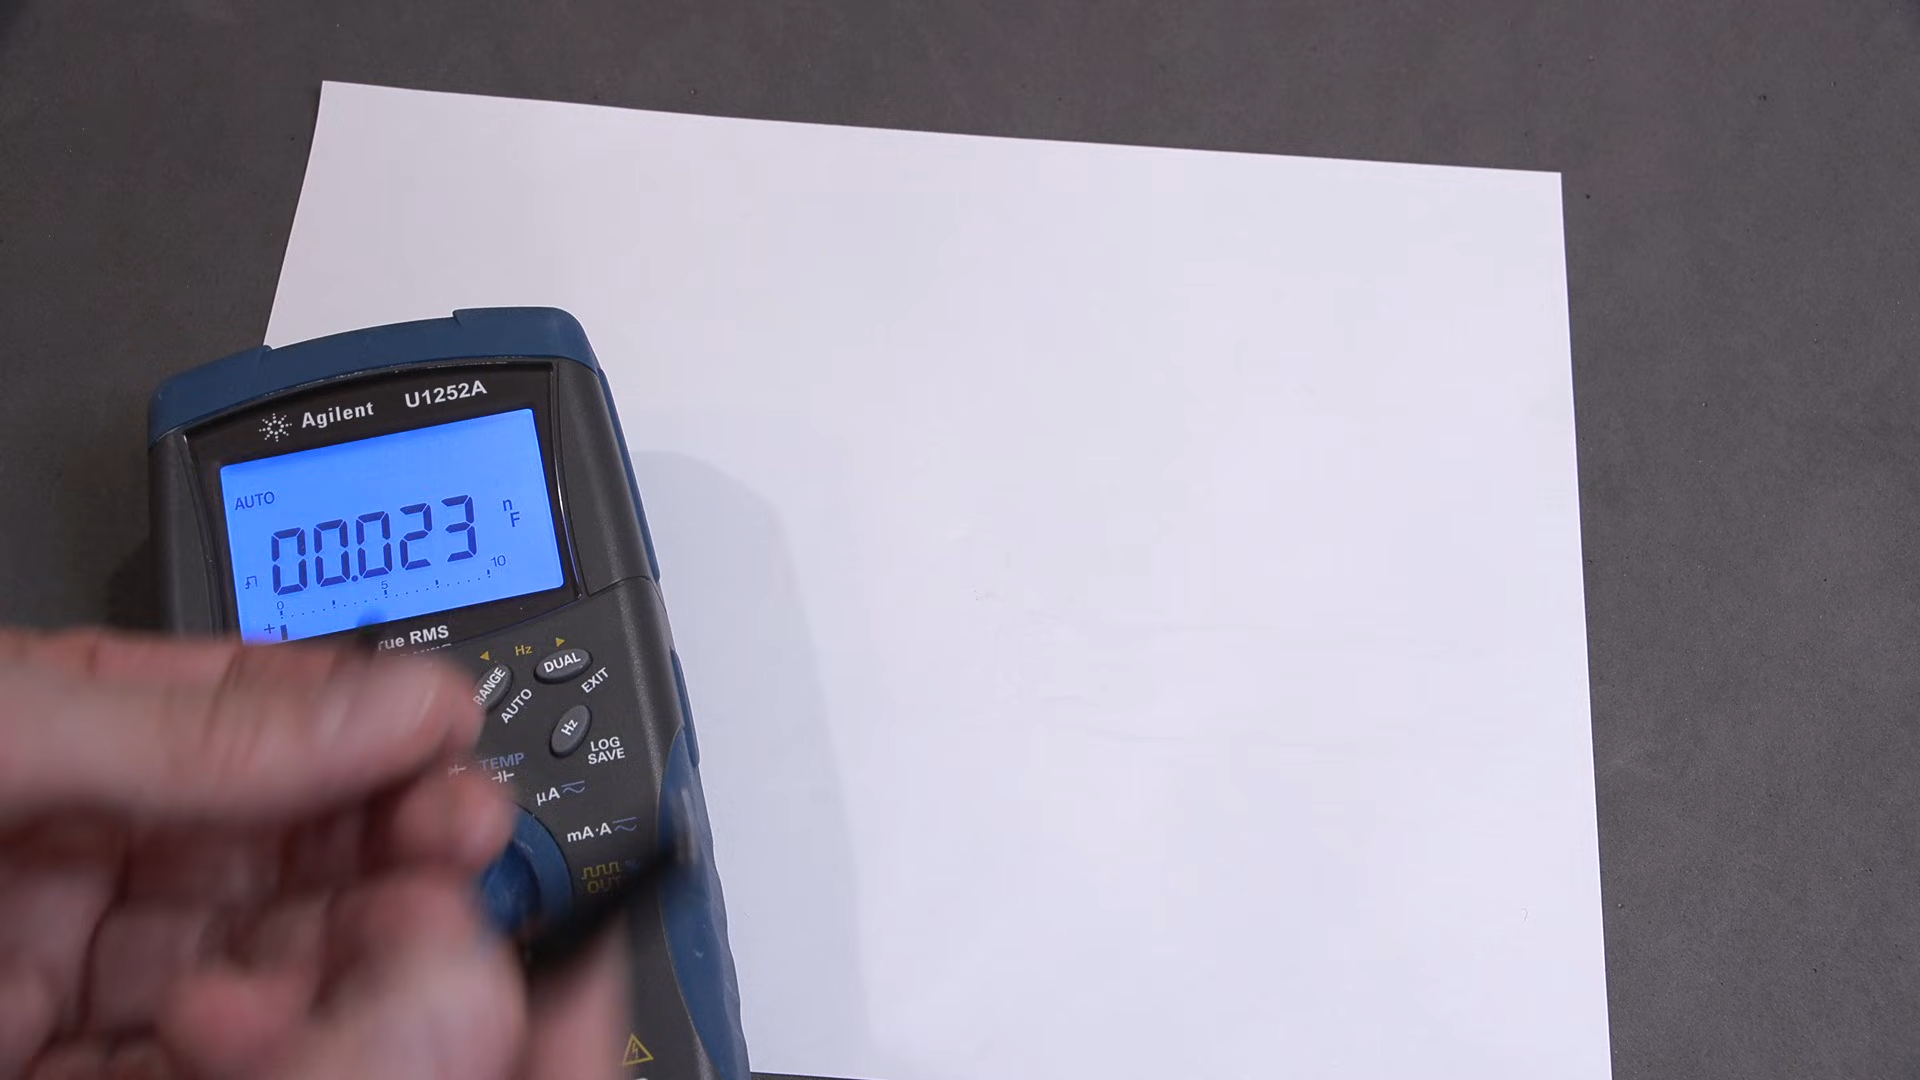 Agilent U1252A
AUTO
00.023 n
F
0 5 10
+
rue RMS
Hz
RANGE
DUAL
AUTO
EXIT
Hz
LOG
SAVE
TEMP
µA
mA·A
OUT